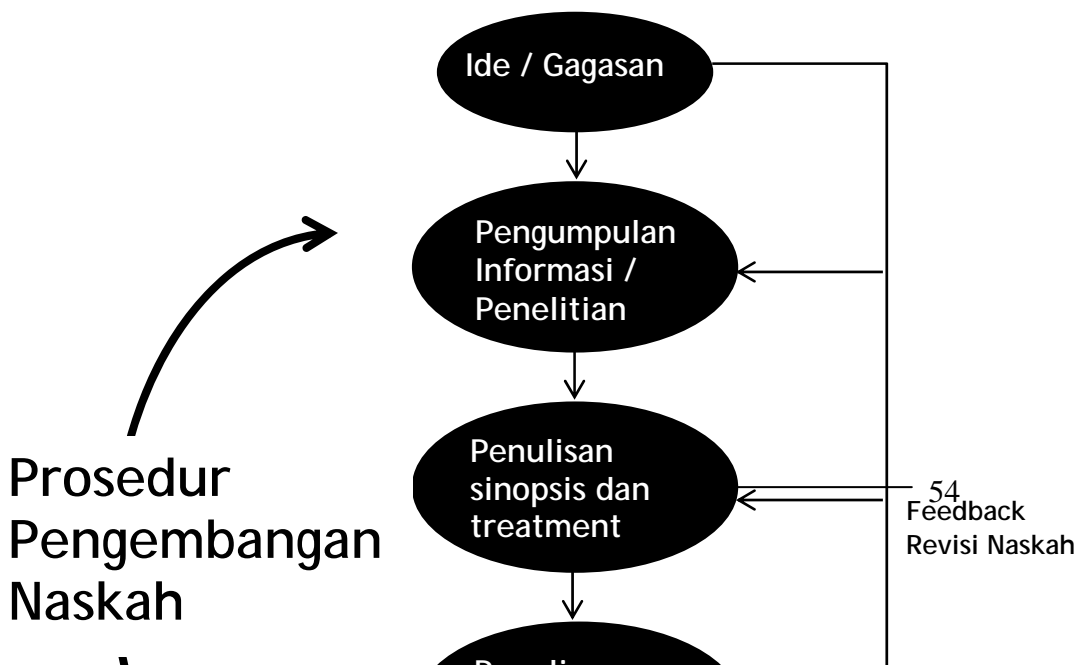 Ide / Gagasan
Pengumpulan
Informasi /
Penelitian
Penulisan
sinopsis dan
treatment
Prosedur
Pengembangan
Naskah
54
Feedback
Revisi Naskah